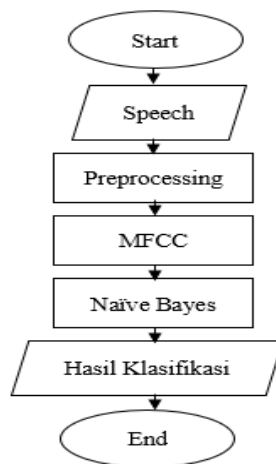 Start
Speech
Preprocessing
MFCC
Naïve Bayes
Hasil Klasifikasi
End